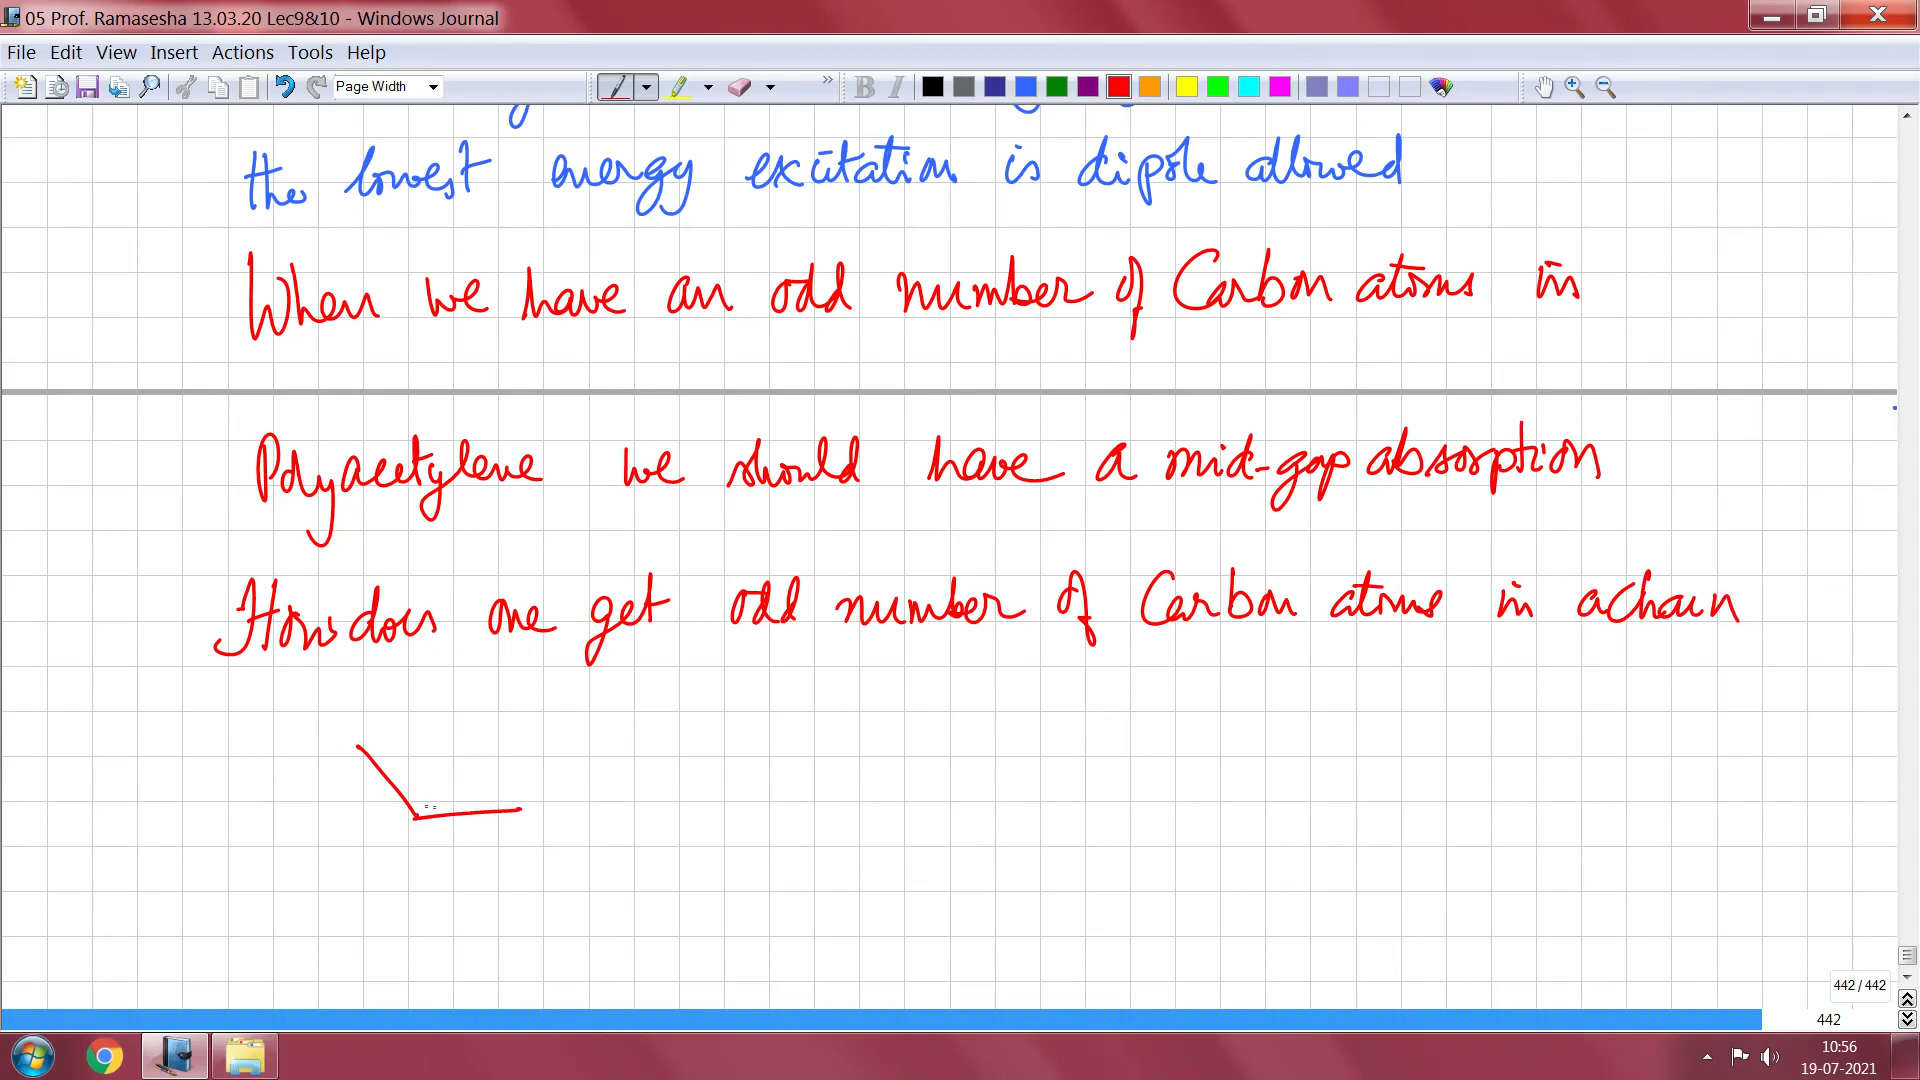 05 Prof. Ramasesha 13.03.20 Lec9&10 - Windows Journal
File Edit View Insert Actions Tools Help
Page Width
the lowest energy excitation is dipole allowed
When we have an odd number of Carbon atoms in
Polyacetylene we should have a mid-gap absorption
How does one get odd number of Carbon atoms in a chain
442 / 442
442
10:56
19-07-2021